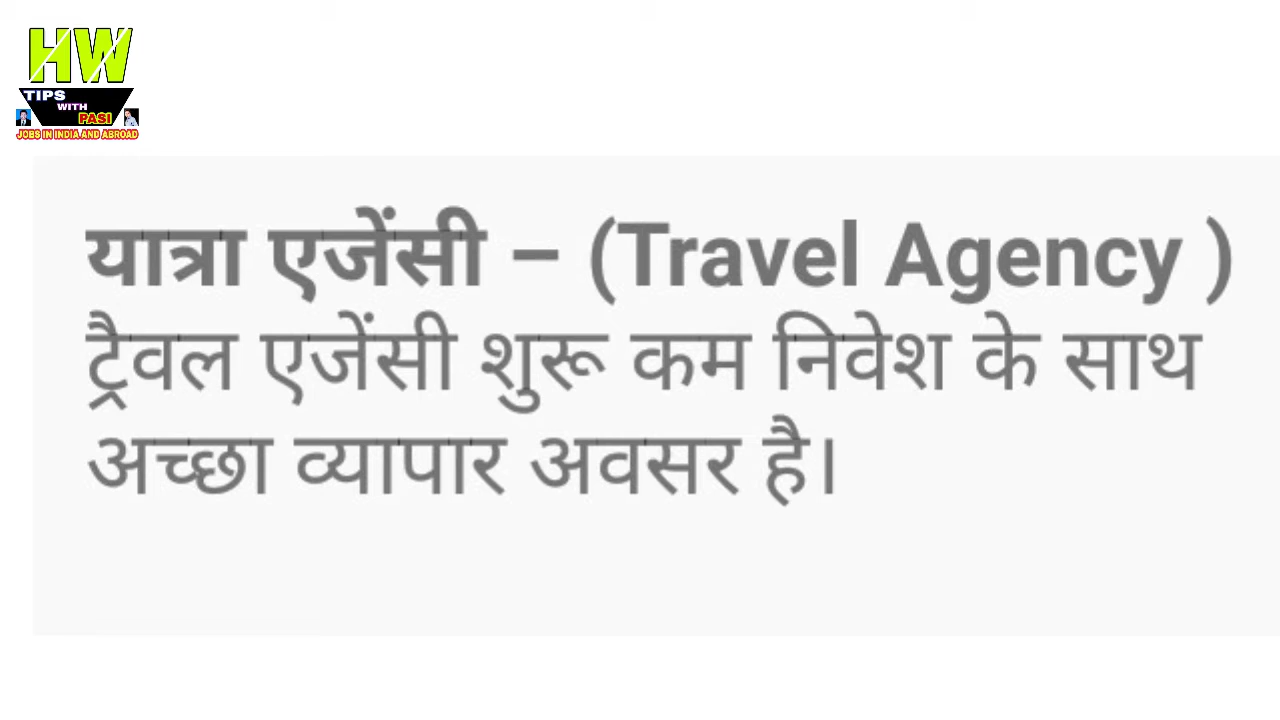 HW
TIPS
WITH
PASI
JOBS IN INDIA AND ABROAD
यात्रा एजेंसी – (Travel Agency )
ट्रैवल एजेंसी शुरू कम निवेश के साथ
अच्छा व्यापार अवसर है।